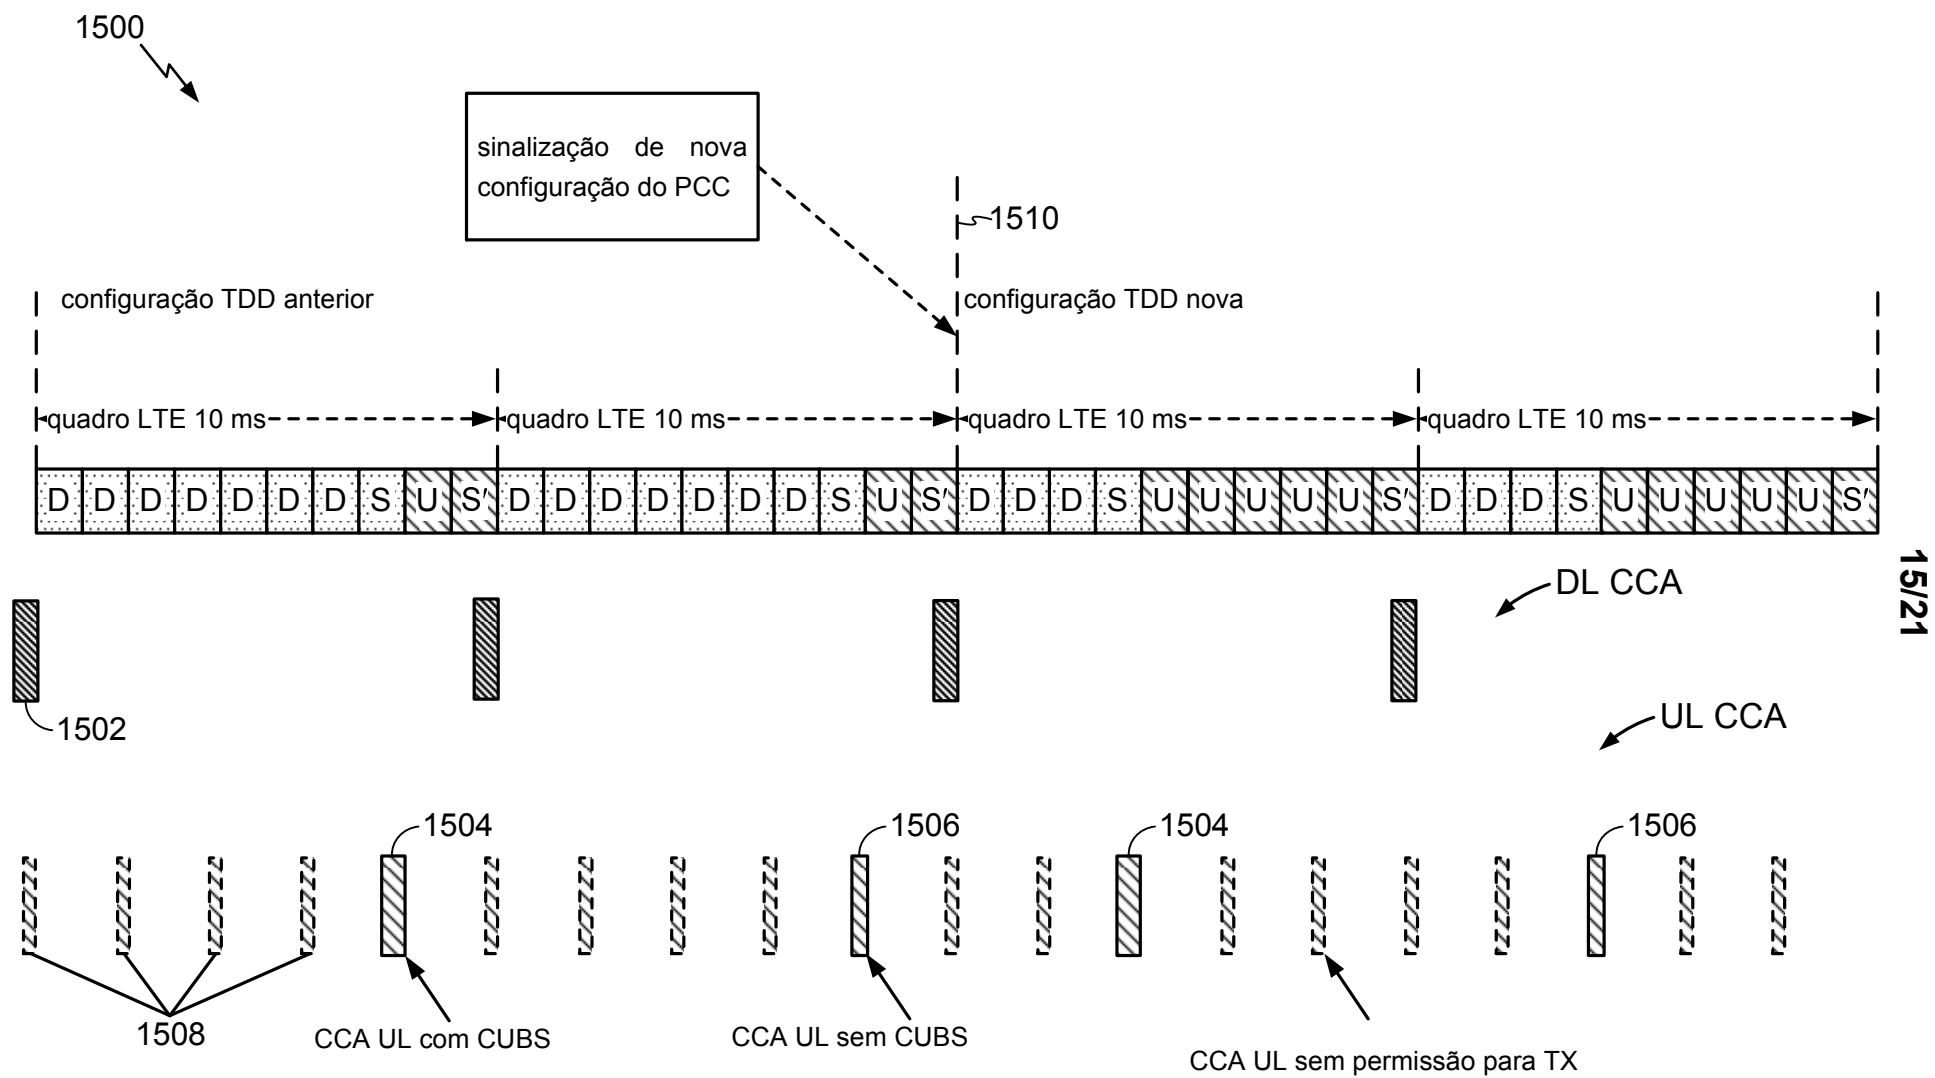 1500
sinalização de nova
configuração do PCC
1510
configuração TDD anterior
configuração TDD nova
quadro LTE 10 ms
quadro LTE 10 ms
quadro LTE 10 ms
quadro LTE 10 ms
D D D D D D D S U S' D D D D D D D S U S' D D D S U U U U U S' D D D S U U U U U S'
15/21
DL CCA
1502
UL CCA
1504
1506
1504
1506
1508
CCA UL com CUBS
CCA UL sem CUBS
CCA UL sem permissão para TX